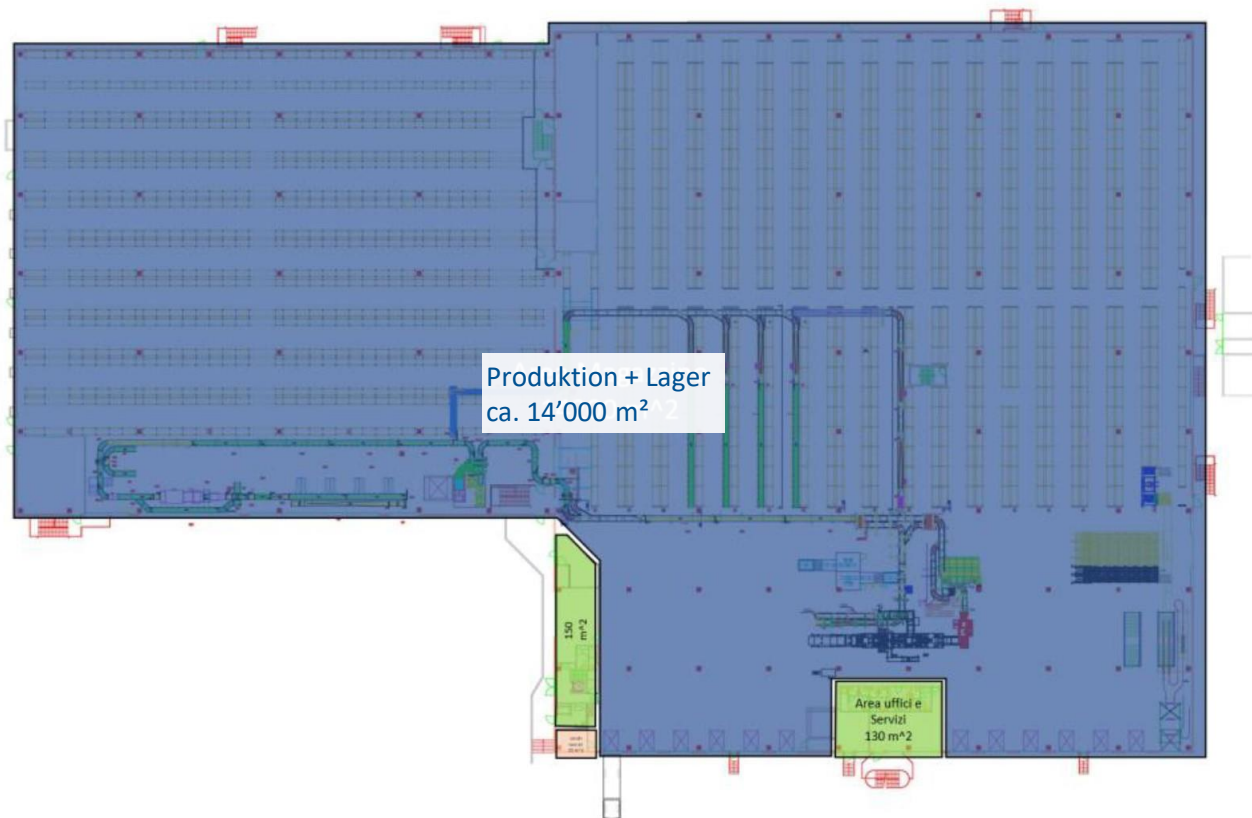 Produktion + Lager
ca. 14’000 m²
150
m^2
Area uffici e
Servizi
130 m^2